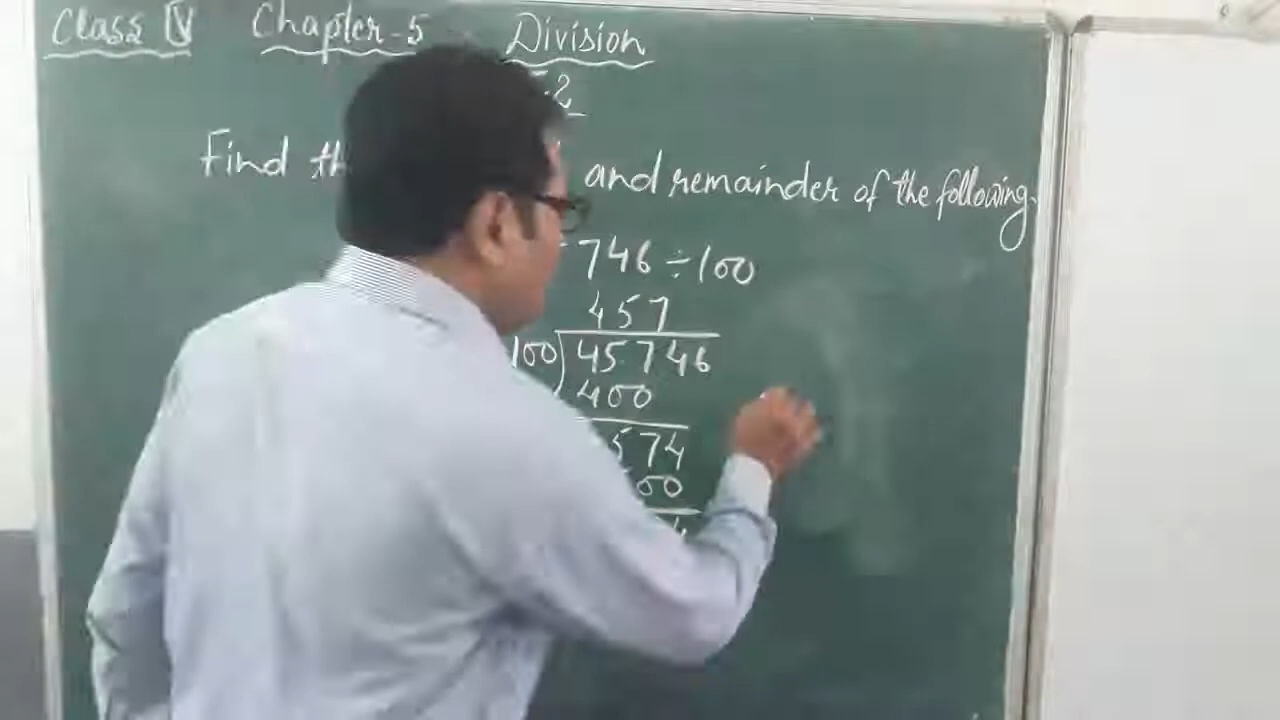 Class IV Chapter-5 Division
.2
Find and remainder of the following.
746 ÷ 100
457
100) 45746
400
574
00